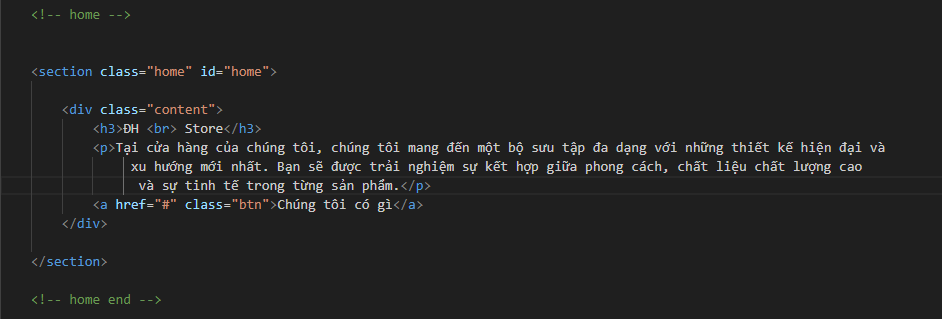 <!-- home -->
<section class="home" id="home">
<div class="content">
<h3>ĐH <br> Store</h3>
<p>Tại cửa hàng của chúng tôi, chúng tôi mang đến một bộ sưu tập đa dạng với những thiết kế hiện đại và
xu hướng mới nhất. Bạn sẽ được trải nghiệm sự kết hợp giữa phong cách, chất liệu chất lượng cao
và sự tinh tế trong từng sản phẩm.</p>
<a href="#" class="btn">Chúng tôi có gì</a>
</div>
</section>
<!-- home end -->